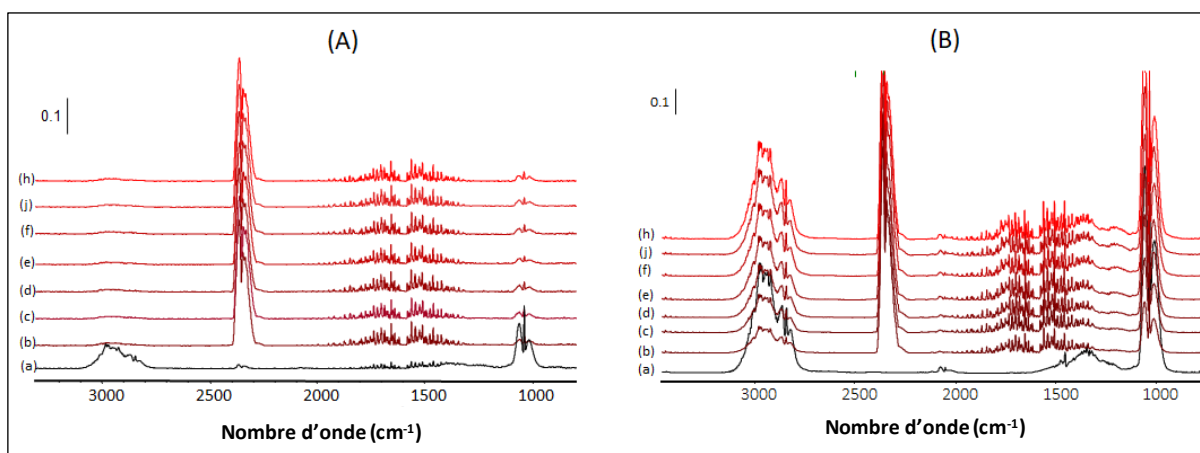 (A)
0.1
(h)
(j)
(f)
(e)
(d)
(c)
(b)
(a)
3000 2500 2000 1500 1000
Nombre d'onde (cm-1)
(B)
0.1
(h)
(j)
(f)
(e)
(d)
(c)
(b)
(a)
3000 2500 2000 1500 1000
Nombre d'onde (cm-1)